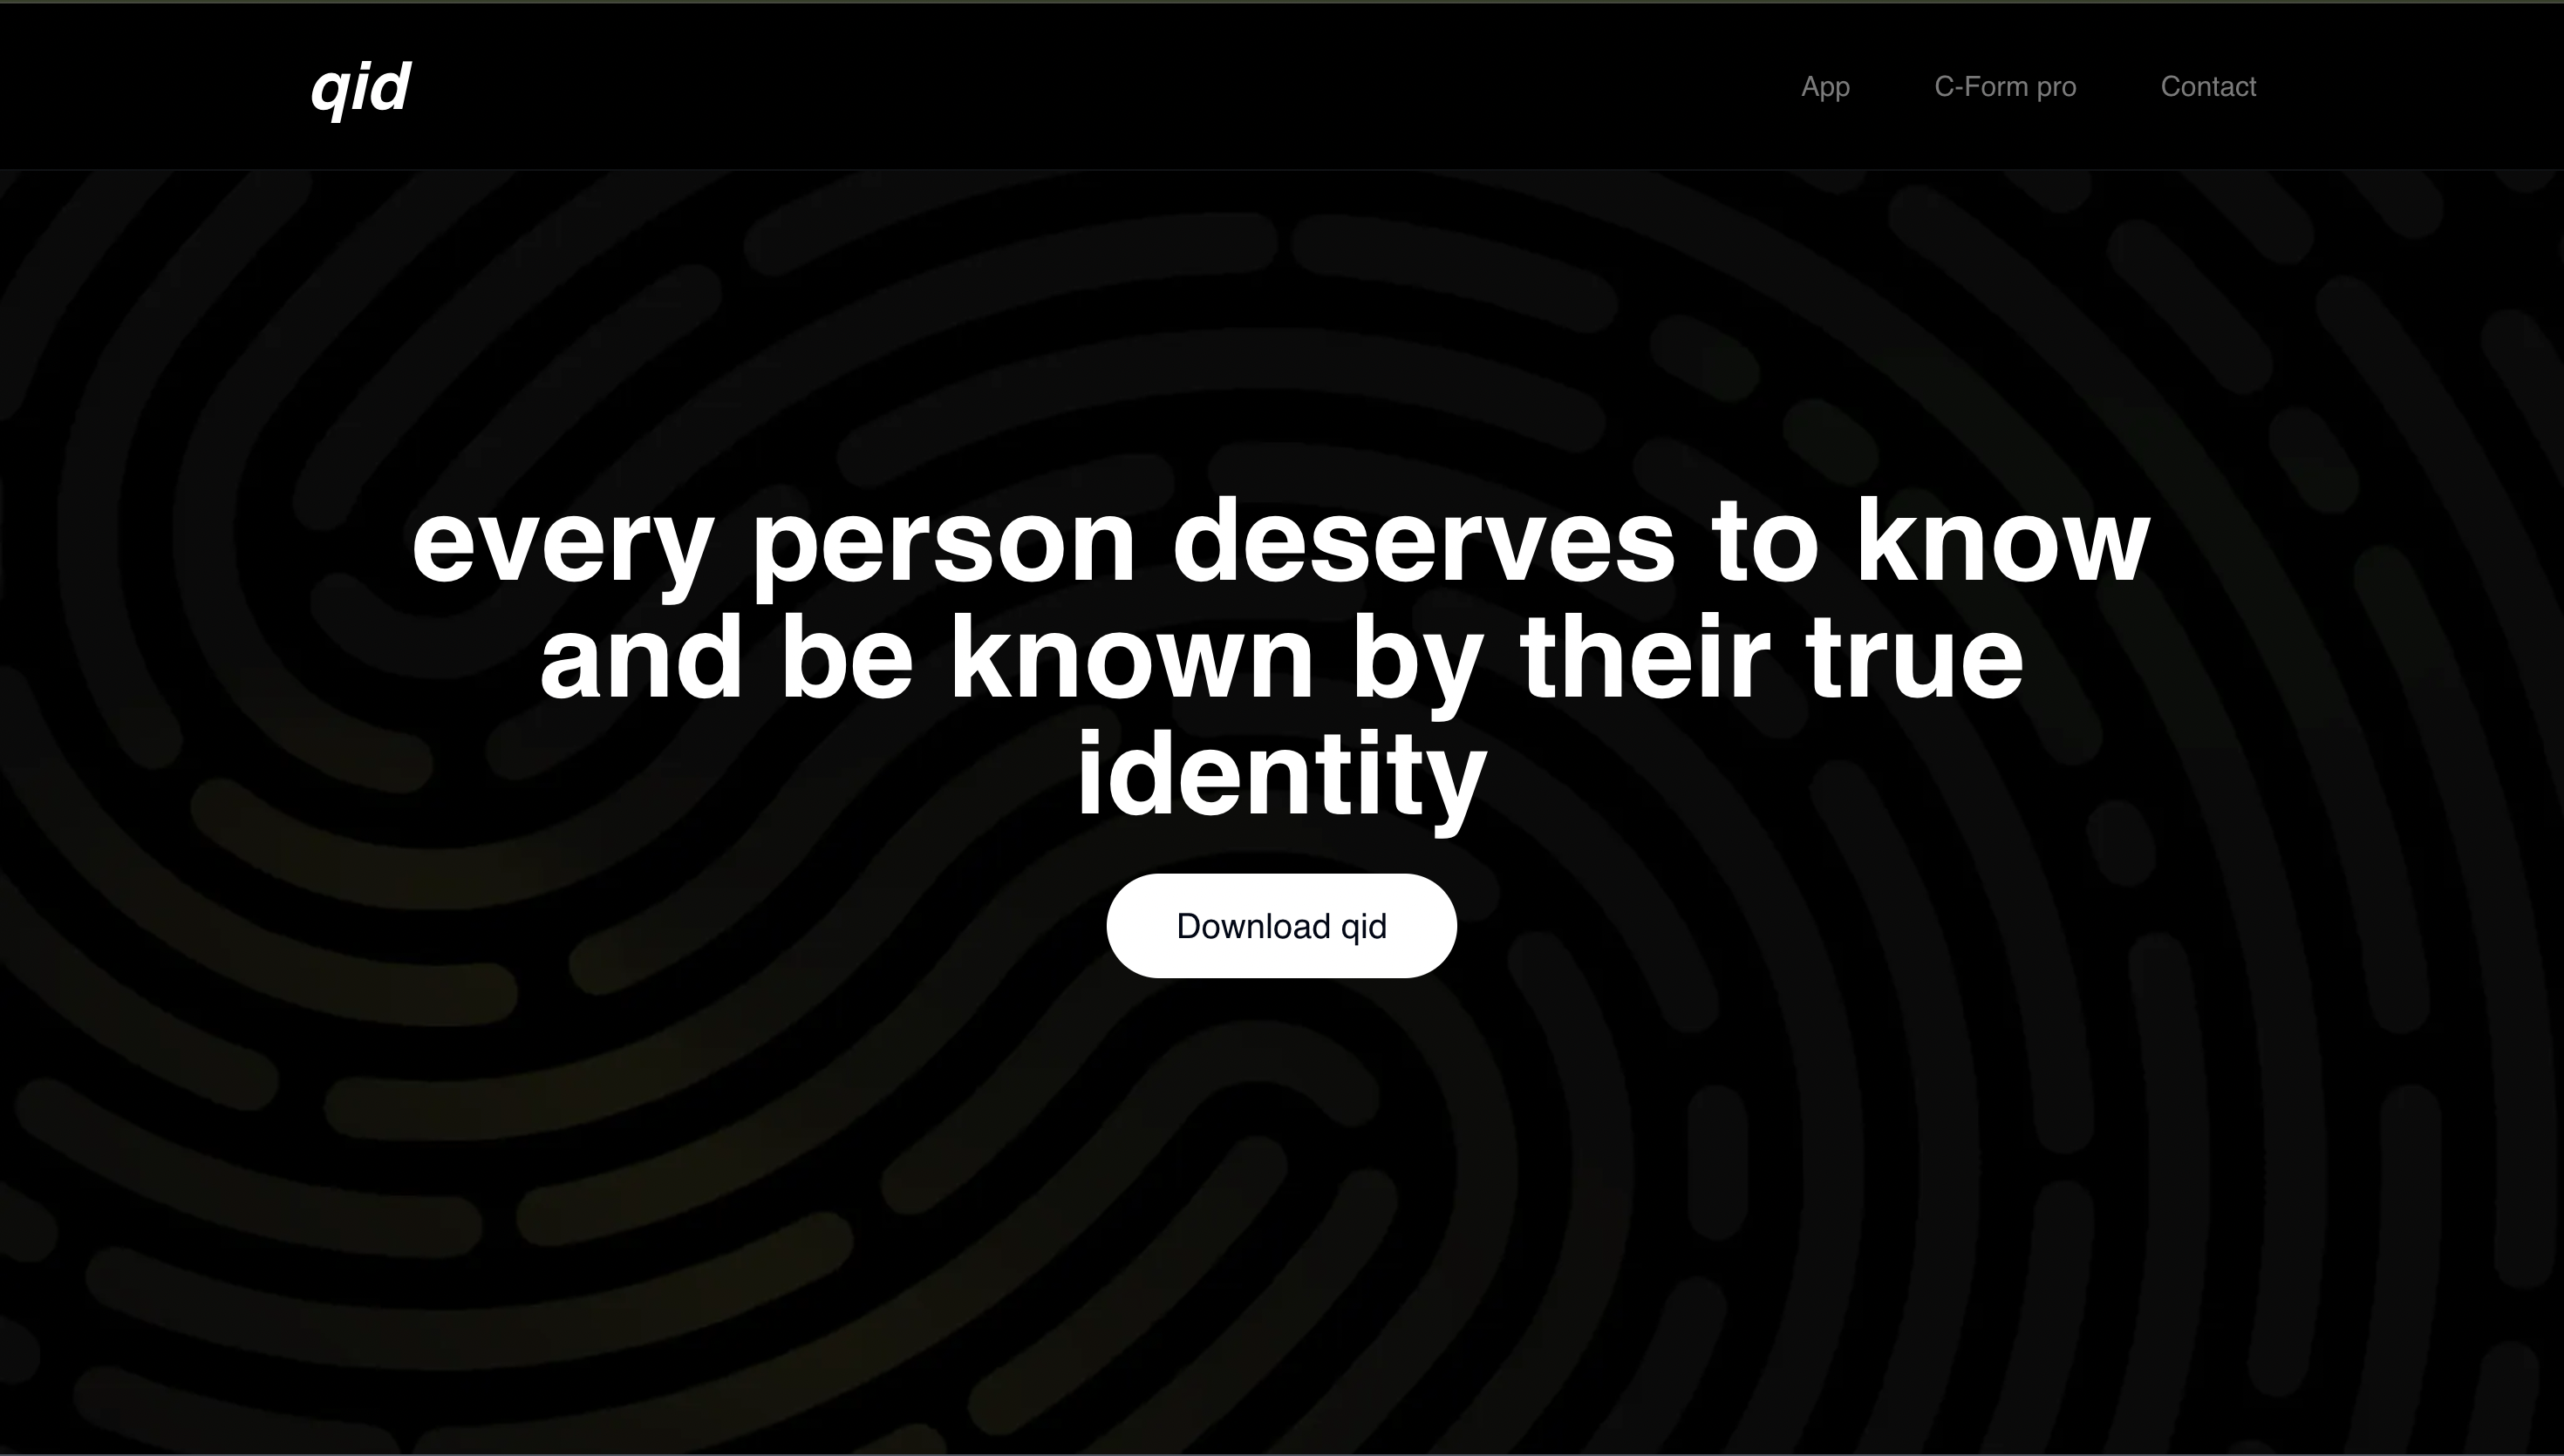 qid
App
C-Form pro
Contact
every person deserves to know
and be known by their true
identity
Download qid